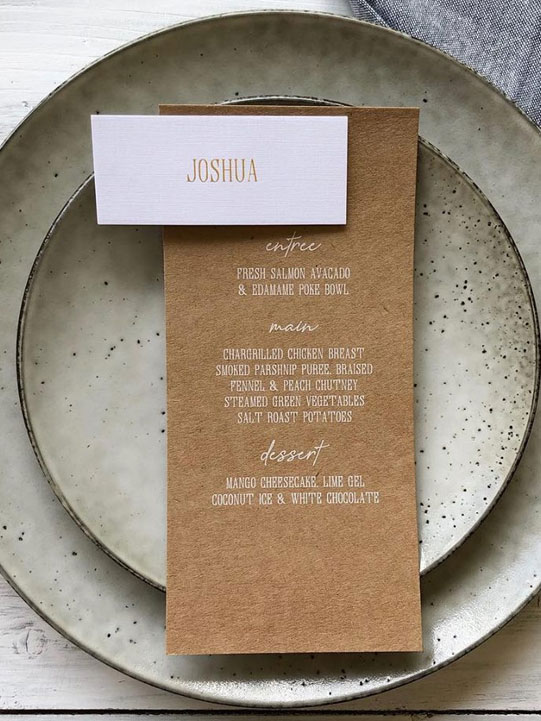 JOSHUA
entree
FRESH SALMON AVACADO
& EDAMAME POKE BOWL
main
CHARGRILLED CHICKEN BREAST
SMOKED PARSHNIP PUREE, BRAISED
FENNEL & PEACH CHUTNEY
STEAMED GREEN VEGETABLES
SALT ROAST POTATOES
dessert
MANGO CHEESECAKE, LIME GEL
COCONUT ICE & WHITE CHOCOLATE